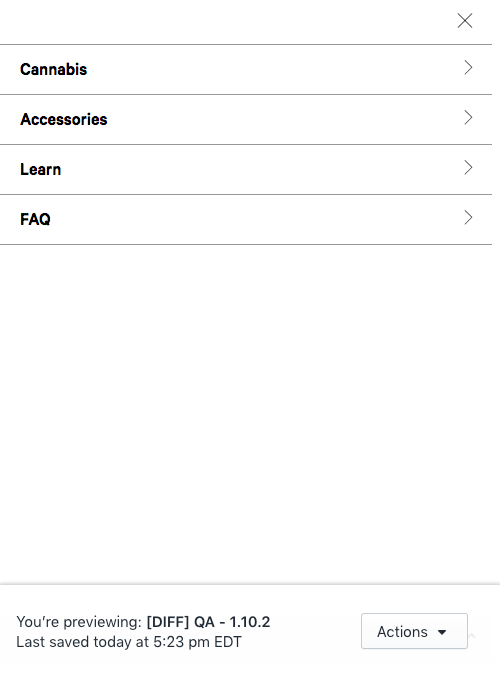 Cannabis
Accessories
Learn
FAQ
You’re previewing: [DIFF] QA - 1.10.2
Last saved today at 5:23 pm EDT
Actions